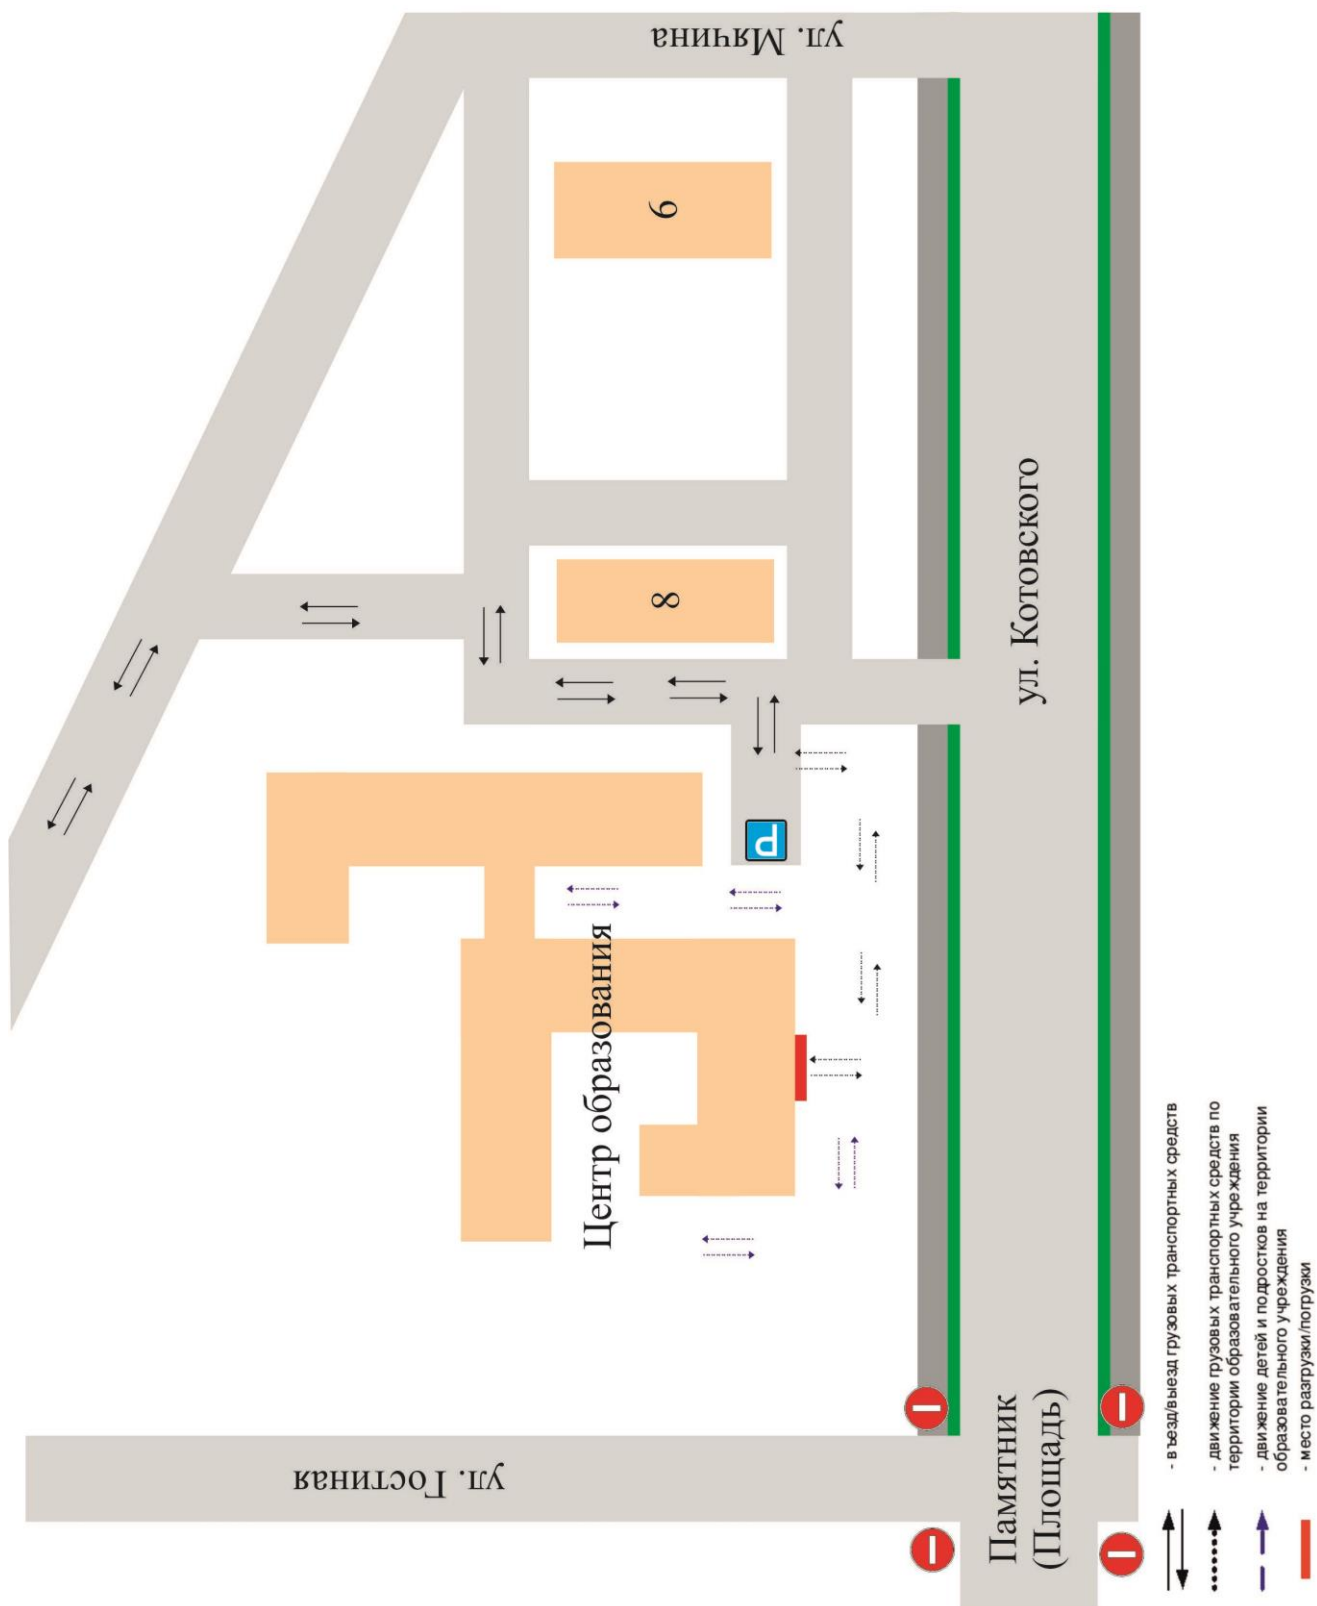 ул. Гостиная
Центр образования
8
9
ул. Мячина
P
Памятник
(Площадь)
ул. Котовского
- въезд/выезд грузовых транспортных средств
- движение грузовых транспортных средств по
территории образовательного учреждения
- движение детей и подростков на территории
образовательного учреждения
- место разгрузки/погрузки